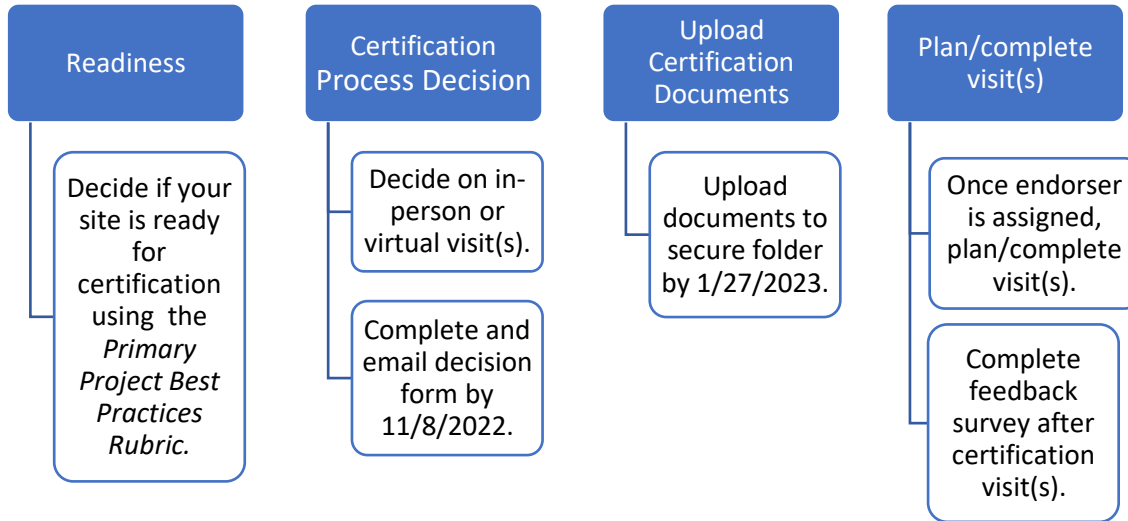 Readiness
Decide if your
site is ready
for
certification
using the
Primary
Project Best
Practices
Rubric.
Certification
Process Decision
Decide on in-
person or
virtual visit(s).
Complete and
email decision
form by
11/8/2022.
Upload
Certification
Documents
Upload
documents to
secure folder
by 1/27/2023.
Plan/complete
visit(s)
Once endorser
is assigned,
plan/complete
visit(s).
Complete
feedback
survey after
certification
visit(s).